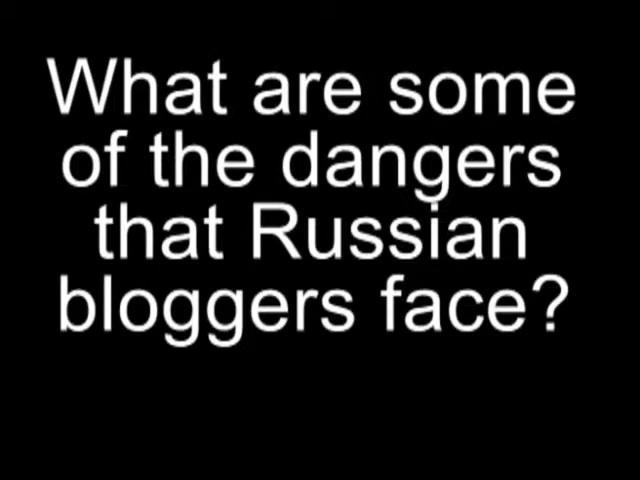 What are some
of the dangers
that Russian
bloggers face?